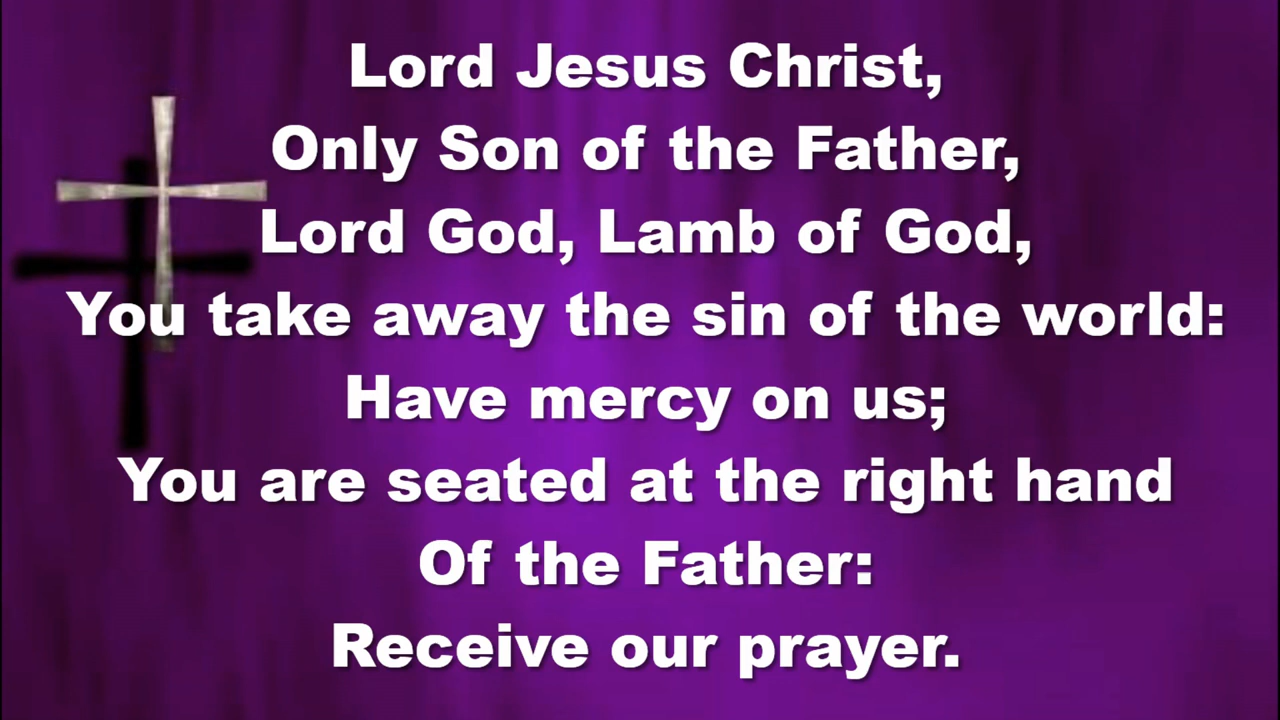 Lord Jesus Christ,
Only Son of the Father,
Lord God, Lamb of God,
You take away the sin of the world:
Have mercy on us;
You are seated at the right hand
Of the Father:
Receive our prayer.